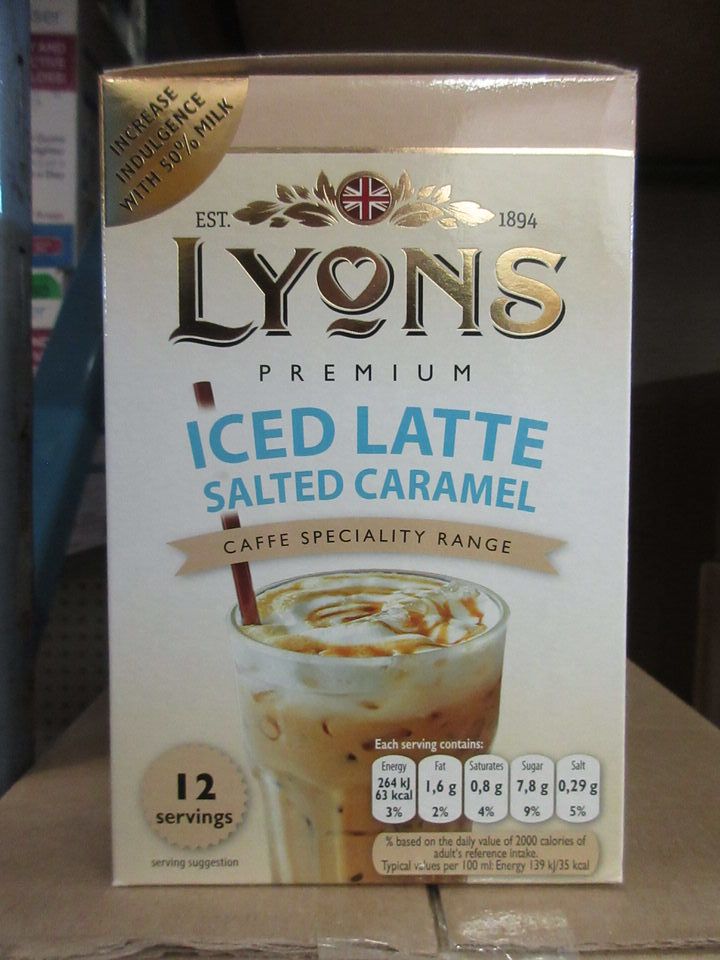 INCREASE
INDULGENCE
WITH 50% MILK
EST. 1894
LYONS
PREMIUM
ICED LATTE
SALTED CARAMEL
CAFFE SPECIALITY RANGE
12
servings
serving suggestion
Each serving contains:
Energy Fat Saturates Sugar Salt
264 kJ
63 kcal 1,6 g 0,8 g 7,8 g 0,29 g
3% 2% 4% 9% 5%
% based on the daily value of 2000 calories of
adult's reference intake.
Typical values per 100 ml: Energy 139 kJ/35 kcal